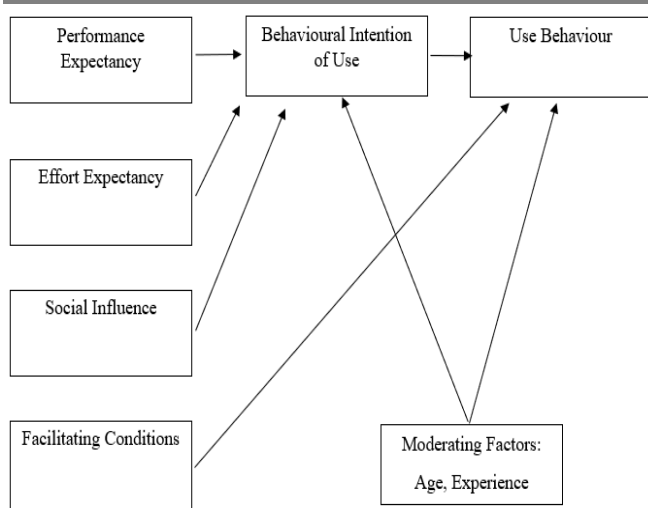 Performance
Expectancy
Behavioural Intention
of Use
Use Behaviour
Effort Expectancy
Social Influence
Facilitating Conditions
Moderating Factors:
Age, Experience